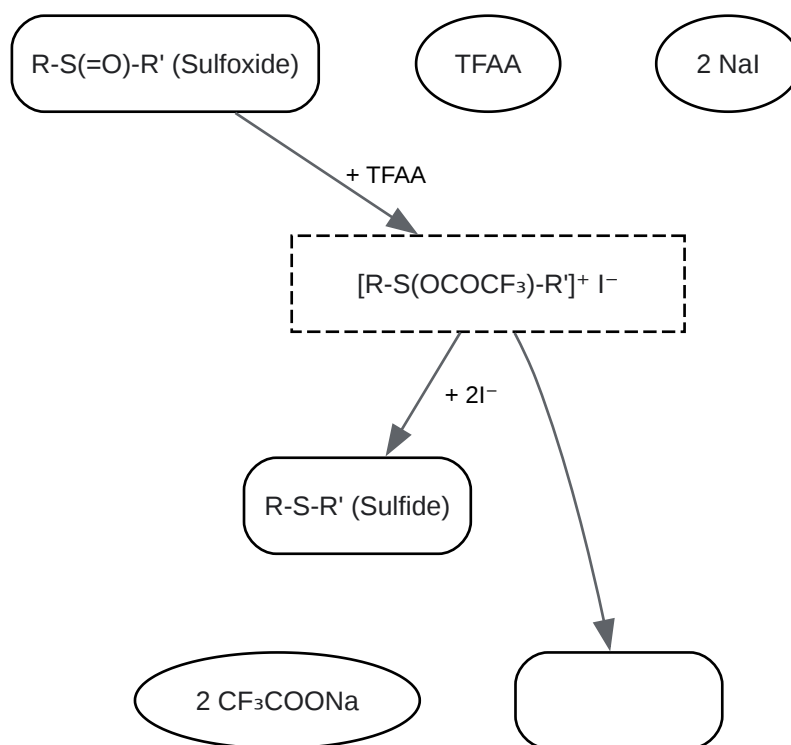 R-S(=O)-R' (Sulfoxide)
TFAA
2 NaI
+ TFAA
[R-S(OCOCF₃)-R']⁺ I⁻
+ 2I⁻
R-S-R' (Sulfide)
2 CF₃COONa